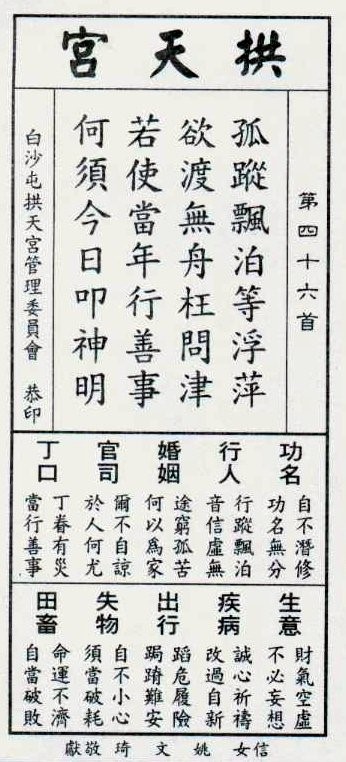 拱天宮
第四十六首
孤蹤飄泊等浮萍
欲渡無舟枉問津
若使當年行善事
何須今日叩神明
白沙屯拱天宮管理委員會　恭印
功名
自不潛修
功名無分
行人
行蹤飄泊
音信虛無
婚姻
途窮孤苦
何以爲家
官司
爾不自諒
於人何尤
丁口
丁眷有災
當行善事
生意
財氣空虛
不必妄想
疾病
誠心祈禱
改過自新
出行
蹈危履險
跼蹐難安
失物
自不小心
須當破耗
田畜
命運不濟
自當破敗
信女姚文琦敬獻